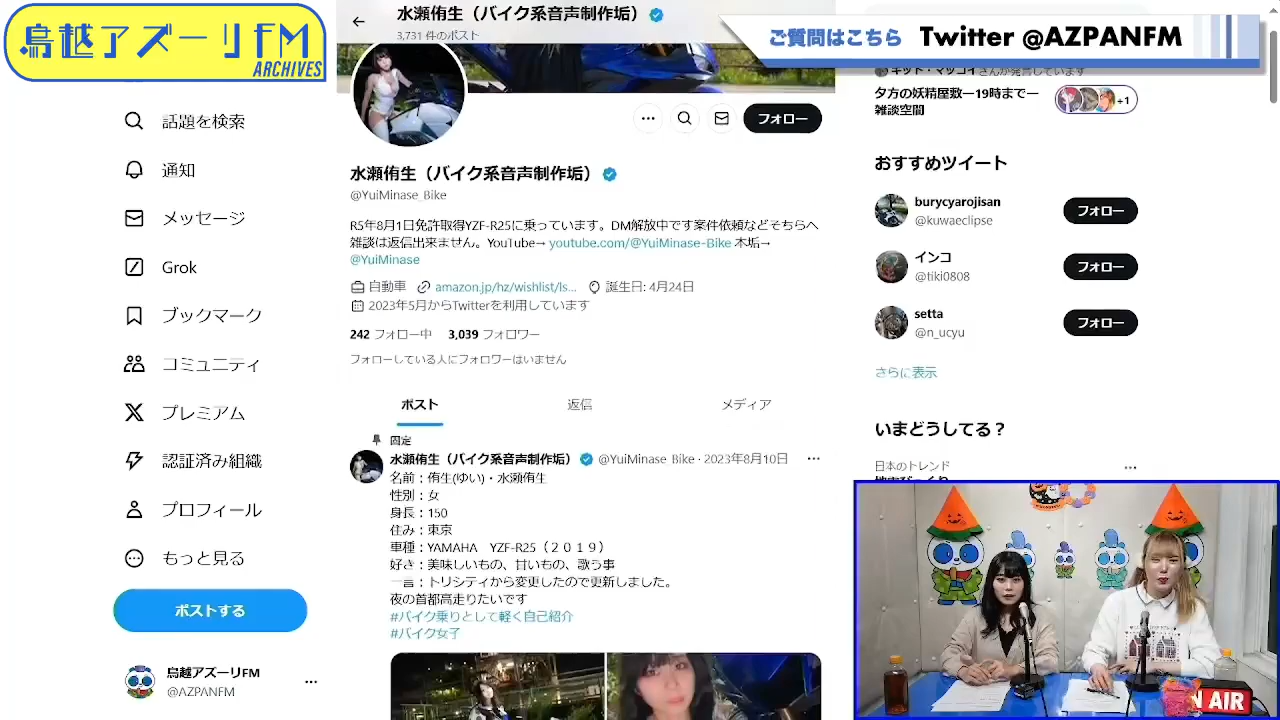 鳥越アズーリFM
ARCHIVES
水瀬侑生（バイク系音声制作垢）
3,731 件のポスト
ご質問はこちら Twitter @AZPANFM
キット・マッコイさんが発言しています
夕方の妖精屋敷ー19時まで一
雑談空間
+1
話題を検索
通知
メッセージ
Grok
ブックマーク
コミュニティ
プレミアム
認証済み組織
プロフィール
もっと見る
ポストする
鳥越アズーリFM
@AZPANFM
フォロー
水瀬侑生（バイク系音声制作垢）
@YuiMinase_Bike
R5年8月1日免許取得YZF-R25に乗っています。DM解放中です案件依頼などそちらへ
雑談は返信出来ません。YouTube→ youtube.com/@YuiMinase-Bike 本垢→
@YuiMinase
自動車 amazon.jp/hz/wishlist/ls... 誕生日: 4月24日
2023年5月からTwitterを利用しています
242 フォロー中 3,039 フォロワー
フォローしている人にフォロワーはいません
ポスト 返信 メディア
固定
水瀬侑生（バイク系音声制作垢） @YuiMinase_Bike · 2023年8月10日
名前：侑生(ゆい)・水瀬侑生
性別：女
身長：150
住み：東京
車種：YAMAHA YZF-R25（２０１９）
好き：美味しいもの、甘いもの、歌う事
一言：トリシティから変更したので更新しました。
夜の首都高走りたいです
#バイク乗りとして軽く自己紹介
#バイク女子
おすすめツイート
burycyarojisan
@kuwaeclipse
フォロー
インコ
@tiki0808
フォロー
setta
@n_ucyu
フォロー
さらに表示
いまどうしてる？
日本のトレンド
ON AIR